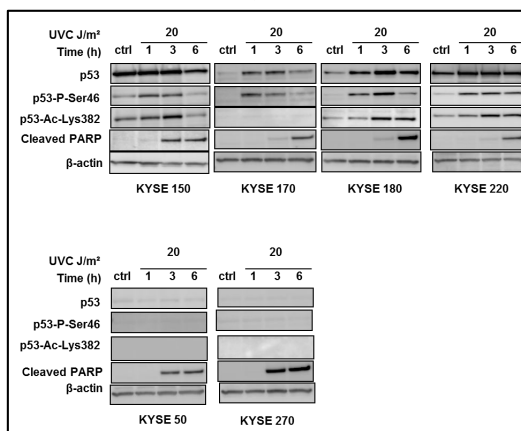 UVC J/m² 20 20 20 20
Time (h) ctrl 1 3 6 ctrl 1 3 6 ctrl 1 3 6 ctrl 1 3 6
p53
p53-P-Ser46
p53-Ac-Lys382
Cleaved PARP
β-actin
KYSE 150 KYSE 170 KYSE 180 KYSE 220
UVC J/m² 20 20
Time (h) ctrl 1 3 6 ctrl 1 3 6
p53
p53-P-Ser46
p53-Ac-Lys382
Cleaved PARP
β-actin
KYSE 50 KYSE 270